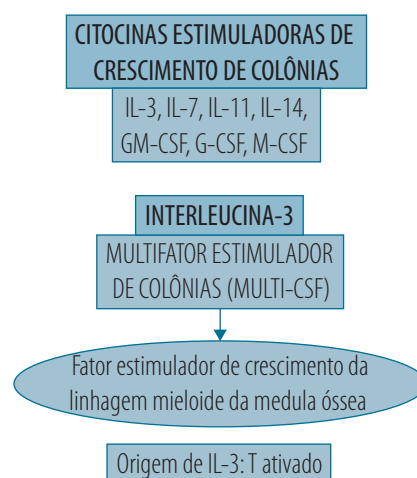 CITOCINAS ESTIMULADORAS DE
CRESCIMENTO DE COLÔNIAS
IL-3, IL-7, IL-11, IL-14,
GM-CSF, G-CSF, M-CSF
INTERLEUCINA-3
MULTIFATOR ESTIMULADOR
DE COLÔNIAS (MULTI-CSF)
Fator estimulador de crescimento da
linhagem mieloide da medula óssea
Origem de IL-3: T ativado